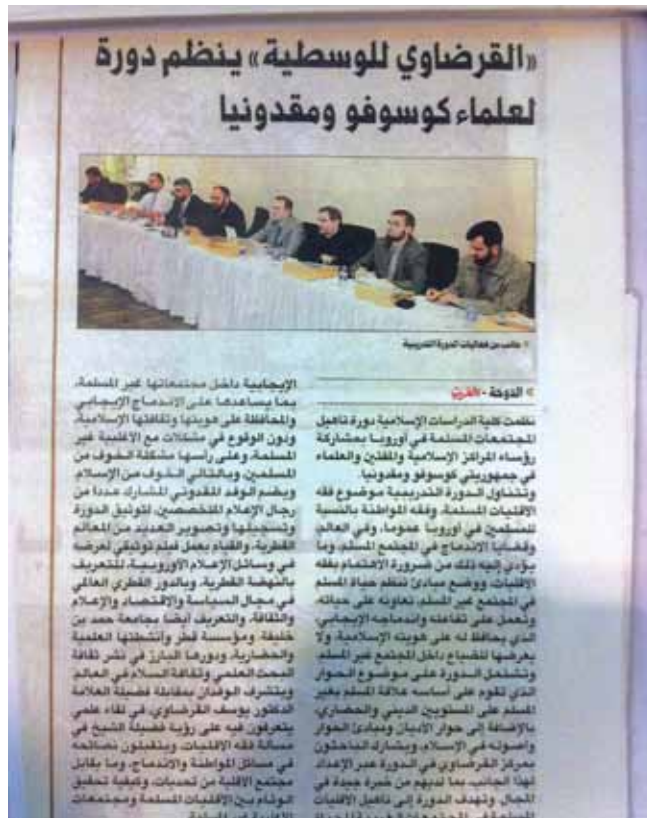 «القرضاوي للوسطية» ينظم دورة
لعلماء كوسوفو ومقدونيا
» جانب من فعاليات الدورة التدريبية
» الدوحة - العرب
نظمت كلية الدراسات الإسلامية دورة تأهيل
المجتمعات المسلمة في أوروبا بمشاركة
رؤساء المراكز الإسلامية والمفتين والعلماء
في جمهوريتي كوسوفو ومقدونيا.
وتتناول الدورة التدريبية موضوع فقه
الأقليات المسلمة، وفقه المواطنة بالنسبة
للمسلمين في أوروبا عموما، وفي العالم،
وقضايا الاندماج في المجتمع المسلم، وما
يؤدي إليه ذلك من ضرورة الاهتمام بفقه
الأقليات، ووضع مبادئ تنظم حياة المسلم
في المجتمع غير المسلم، تعاونه على حياته،
وتعمل على تفاعله واندماجه الإيجابي،
الذي يحافظ له على هويته الإسلامية، ولا
يعرضها للضياع داخل المجتمع غير المسلم.
وتشتمل الدورة على موضوع الحوار
الذي تقوم على أساسه علاقة المسلم بغير
المسلم على المستويين الديني والحضاري،
بالإضافة إلى حوار الأديان ومبادئ الحوار
وأصوله في الإسلام، ويشارك الباحثون
بمركز القرضاوي في الدورة عبر الإعداد
لهذا الجانب، بما لديهم من خبرة جيدة في
المجال. وتهدف الدورة إلى تأهيل الأقليات
المسلمة في المجتمعات الغربية للحياة
الإيجابية داخل مجتمعاتها غير المسلمة،
بما يساعدها على الاندماج الإيجابي
والمحافظة على هويتها وثقافتها الإسلامية،
ودون الوقوع في مشكلات مع الأغلبية غير
المسلمة، وعلى رأسها مشكلة الخوف من
المسلمين، وبالتالي الخوف من الإسلام.
ويضم الوفد المقدوني المشارك عددا من
رجال الإعلام المتخصصين، لتوثيق الدورة
وتسجيلها وتصوير العديد من المعالم
القطرية، والقيام بعمل فيلم توثيقي لعرضه
في وسائل الإعلام الأوروبية، للتعريف
بالنهضة القطرية، وبالدور القطري العالمي
في مجال السياسة والاقتصاد والإعلام
والثقافة، والتعريف أيضا بجامعة حمد بن
خليفة، ومؤسسة قطر وأنشطتها العلمية
والحضارية، ودورها البارز في نشر ثقافة
البحث العلمي وثقافة السلام في العالم.
ويتشرف الوفدان بمقابلة فضيلة العلامة
الدكتور يوسف القرضاوي، في لقاء علمي
يتعرفون فيه على رؤية فضيلة الشيخ في
مسألة فقه الأقليات، ويتقبلون نصائحه
في مسائل المواطنة والاندماج، وما يقابل
مجتمع الأقلية من تحديات، وكيفية تحقيق
الوئام بين الأقليات المسلمة ومجتمعات
الأغلبية غير المسلمة.